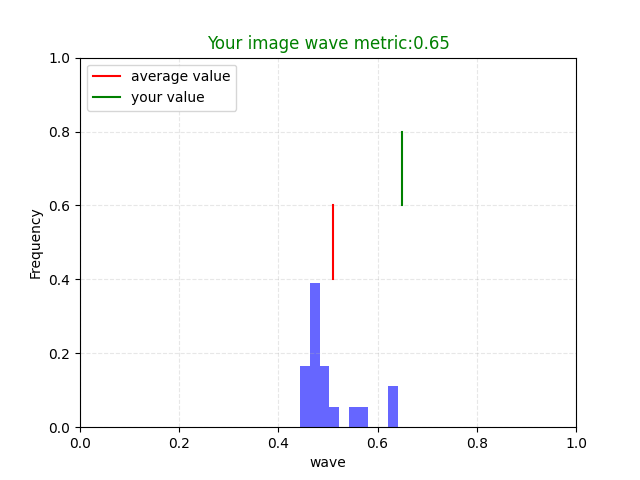 Your image wave metric:0.65
average value
your value
Frequency
1.0
0.8
0.6
0.4
0.2
0.0
0.0 0.2 0.4 0.6 0.8 1.0
wave